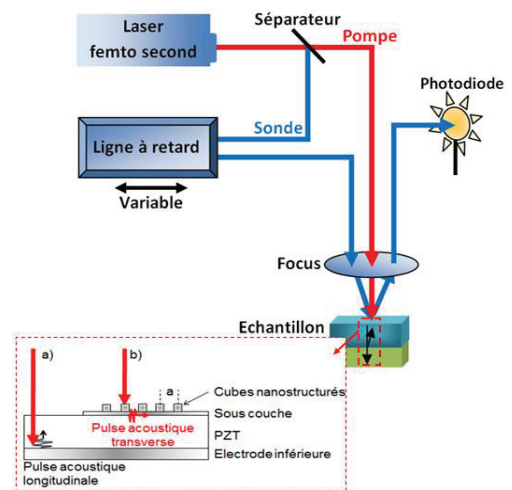 Laser
femto second
Séparateur
Pompe
Photodiode
Sonde
Ligne à retard
Variable
Focus
Echantillon
a)
b)
a
Cubes nanostructurés
Sous couche
Pulse acoustique
transverse
PZT
Electrode inférieure
Pulse acoustique
longitudinale